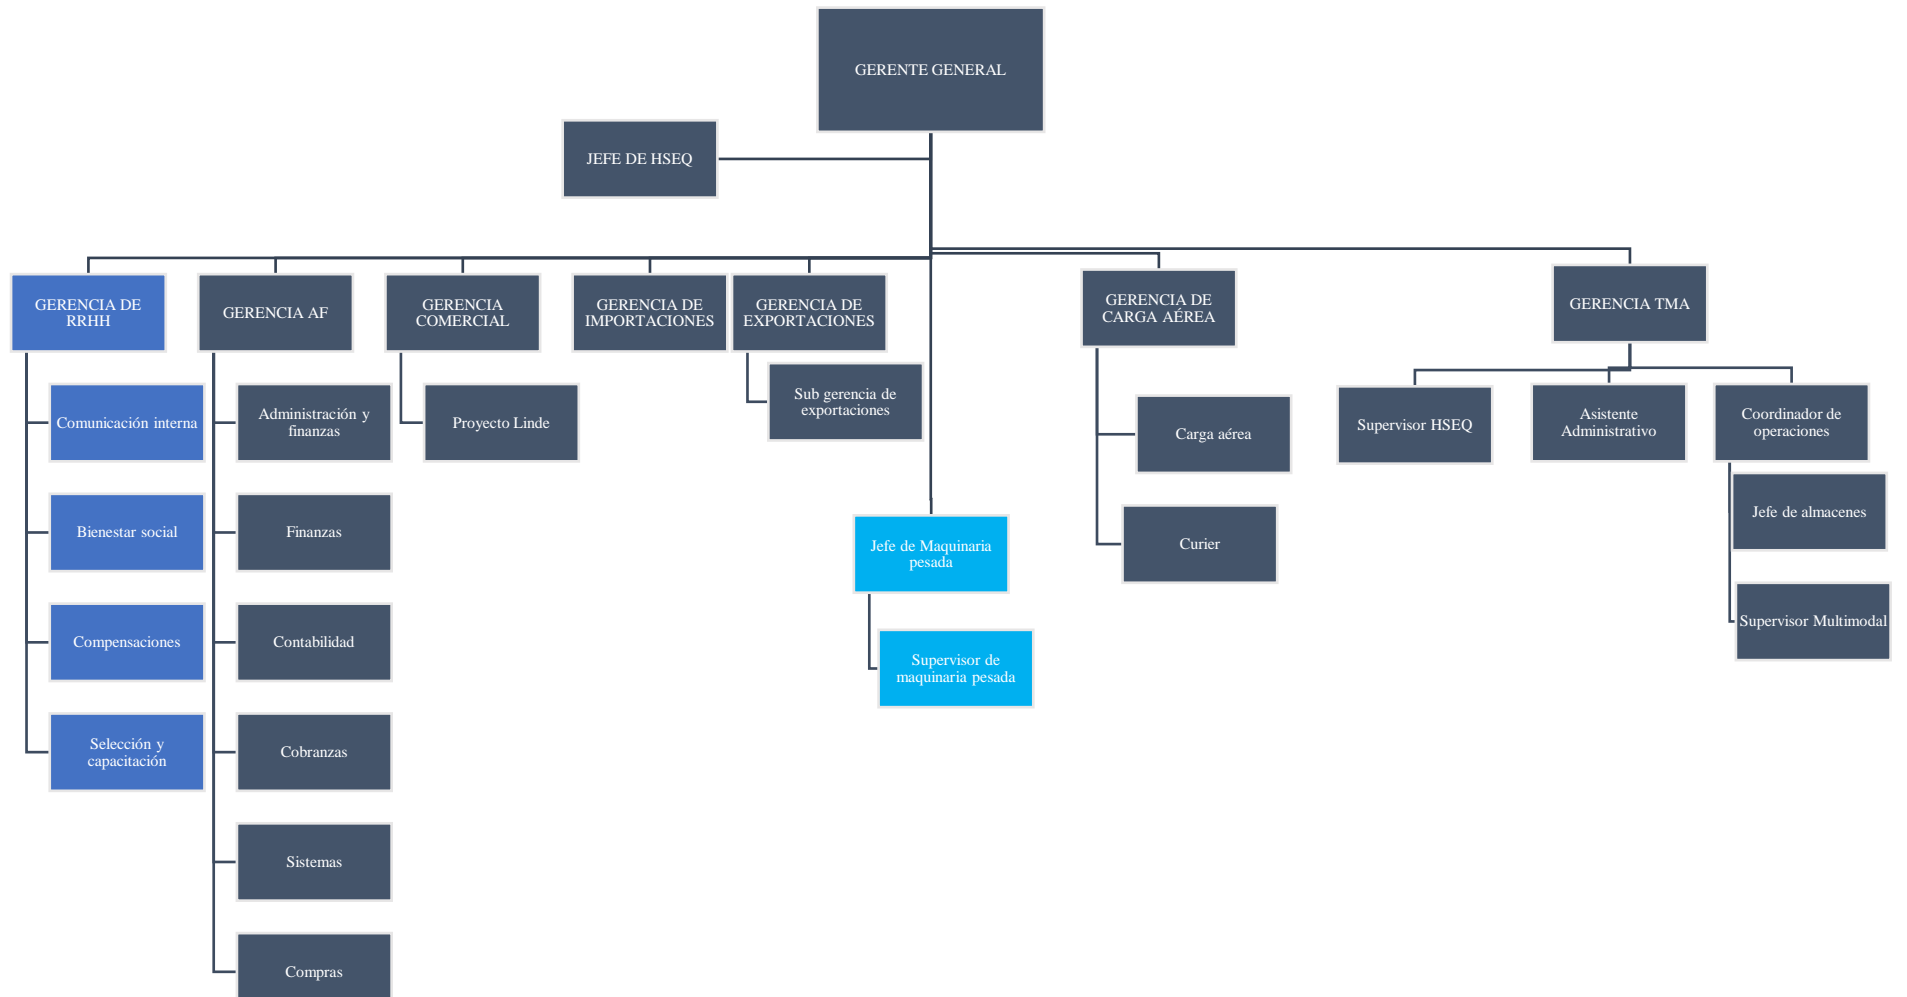 GERENTE GENERAL
JEFE DE HSEQ
GERENCIA DE
RRHH
GERENCIA AF
GERENCIA
COMERCIAL
GERENCIA DE
IMPORTACIONES
GERENCIA DE
EXPORTACIONES
GERENCIA DE
CARGA AÉREA
GERENCIA TMA
Comunicación interna
Bienestar social
Compensaciones
Selección y
capacitación
Administración y
finanzas
Finanzas
Contabilidad
Cobranzas
Sistemas
Compras
Proyecto Linde
Sub gerencia de
exportaciones
Jefe de Maquinaria
pesada
Supervisor de
maquinaria pesada
Carga aérea
Curier
Supervisor HSEQ
Asistente
Administrativo
Coordinador de
operaciones
Jefe de almacenes
Supervisor Multimodal